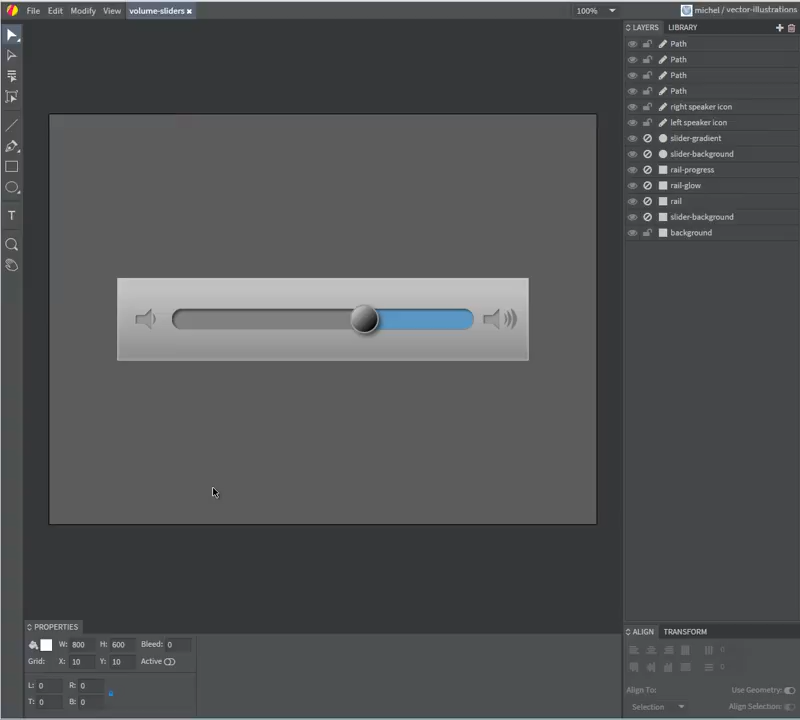 File Edit Modify View volume-sliders 100% michel / vector-illustrations
LAYERS LIBRARY
Path
Path
Path
Path
right speaker icon
left speaker icon
slider-gradient
slider-background
rail-progress
rail-glow
rail
slider-background
background
T
PROPERTIES
W: 800 H: 600 Bleed: 0
Grid: X: 10 Y: 10 Active
L: 0 R: 0
T: 0 B: 0
ALIGN TRANSFORM
0
0
Align To: Use Geometry:
Selection Align Selection: